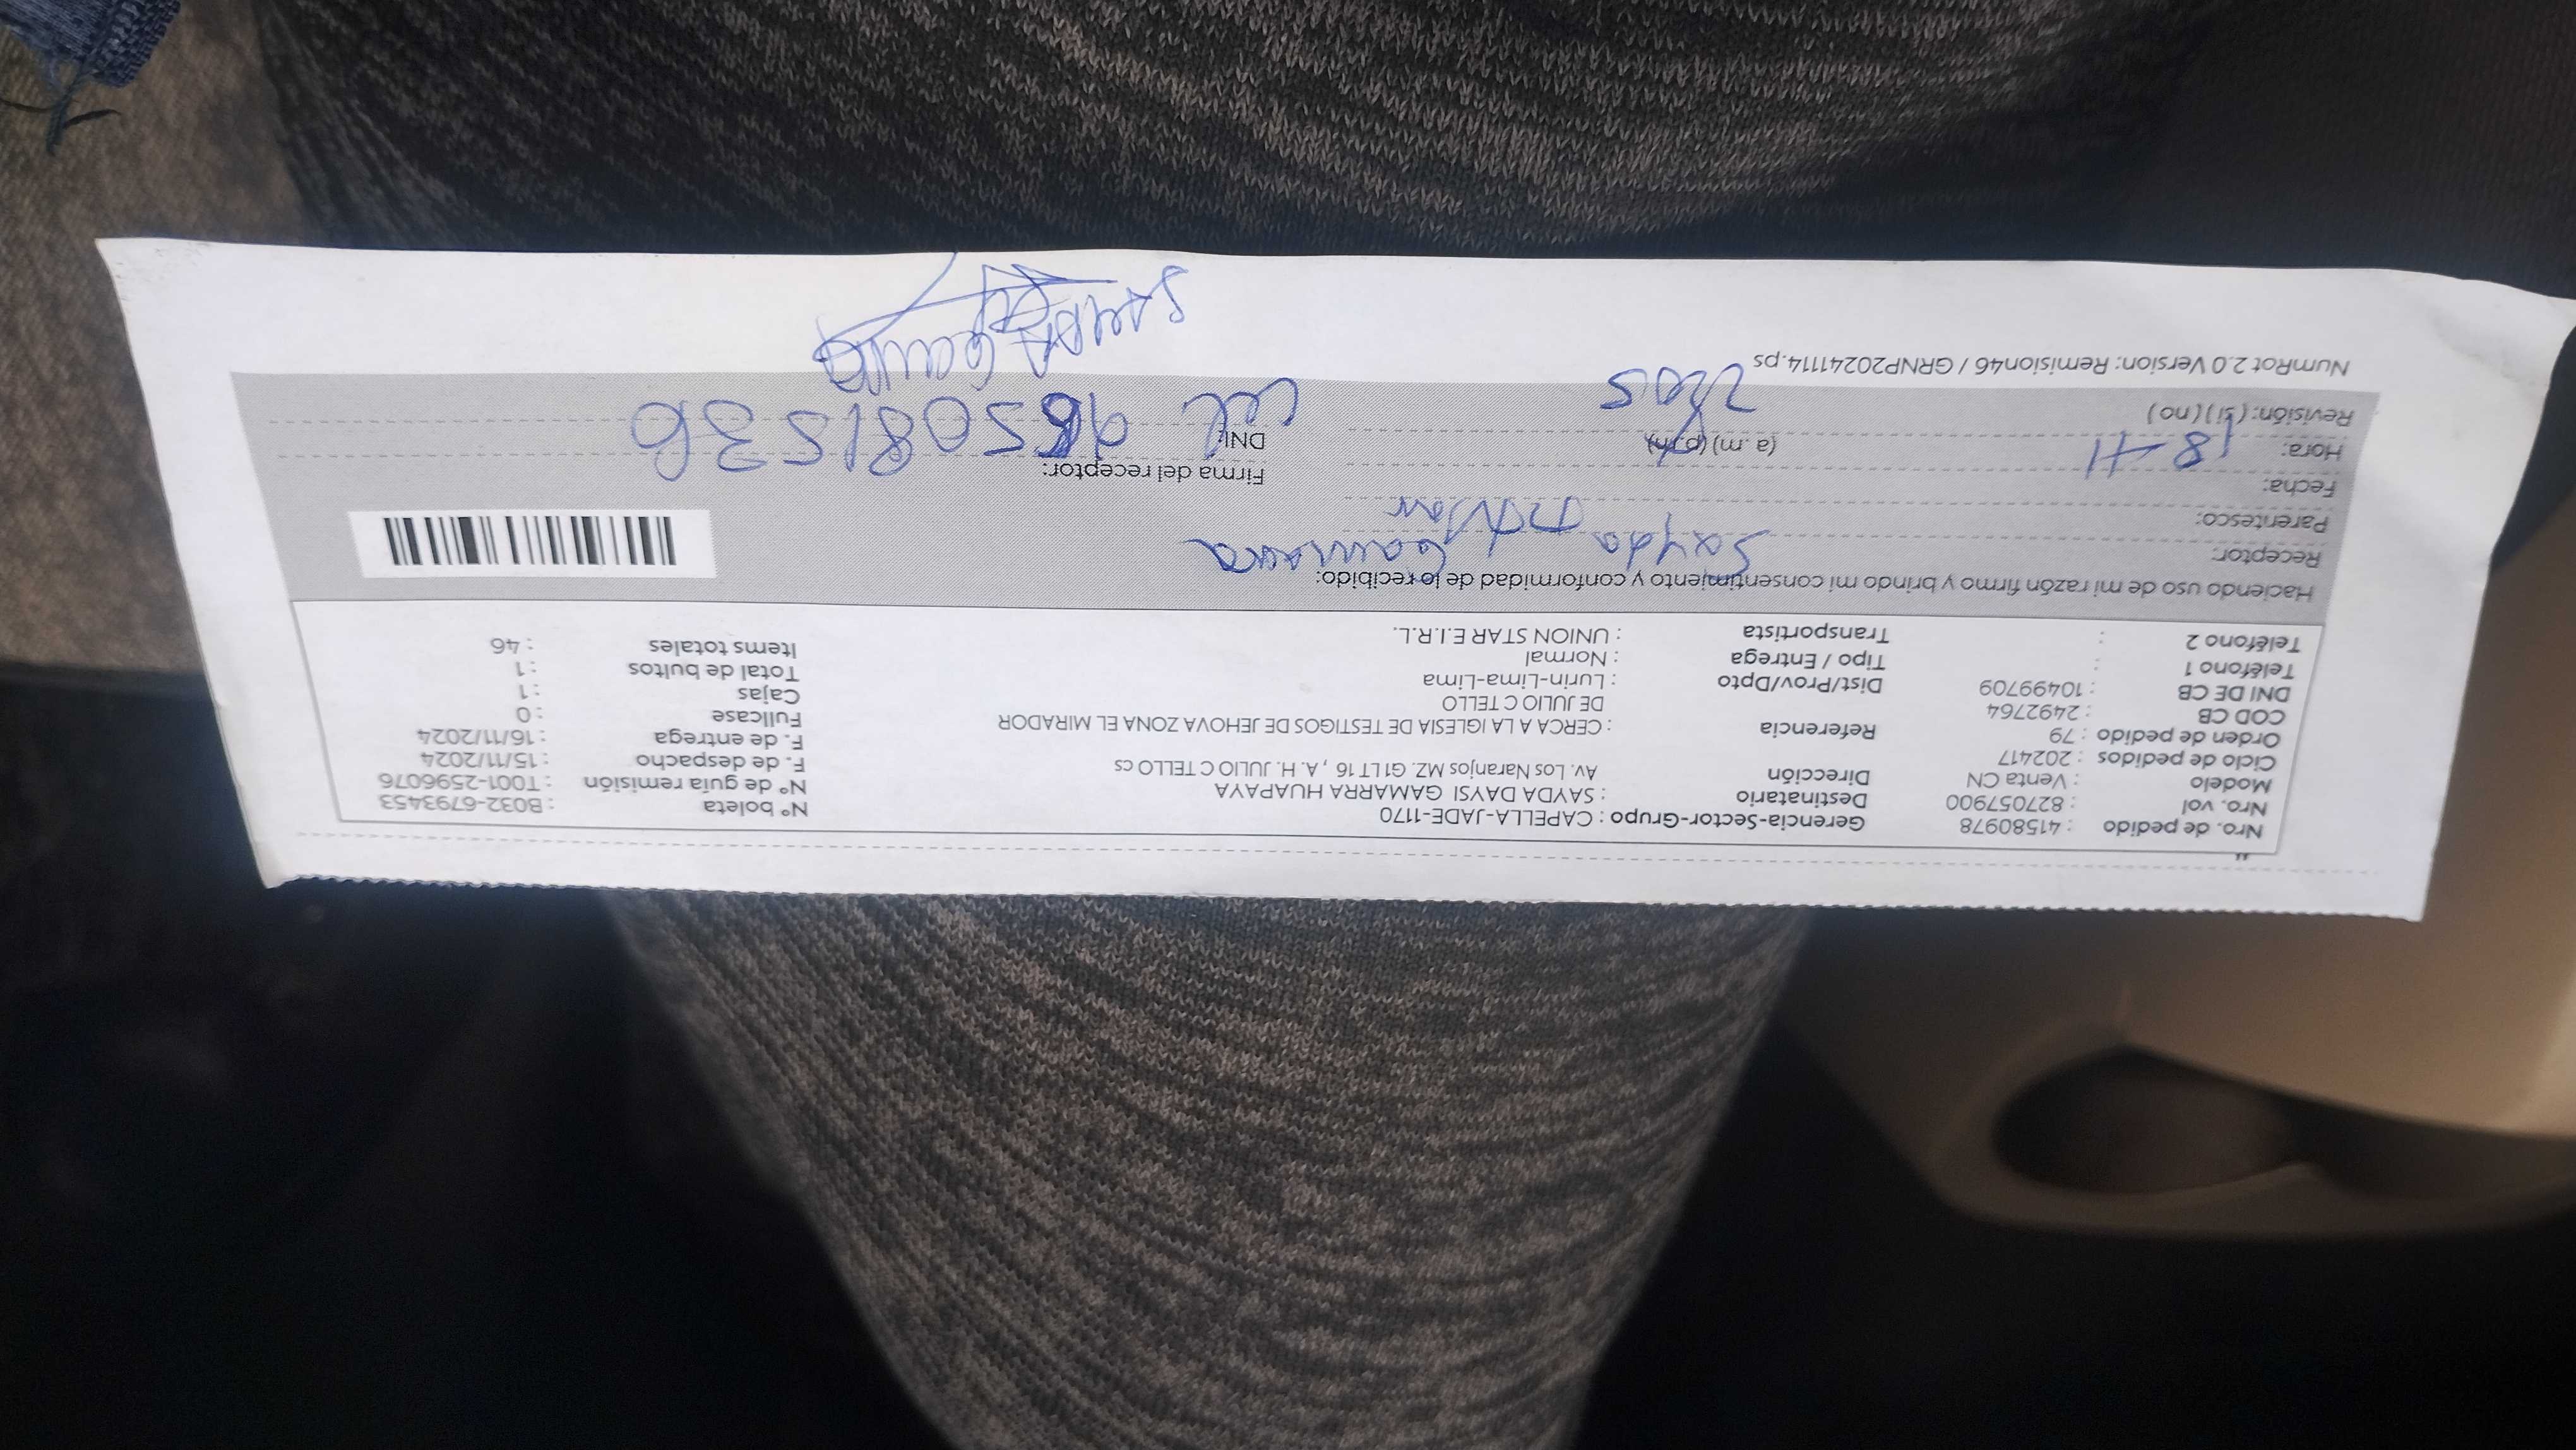 Nro. de pedido : 41580978 Gerencia-Sector-Grupo : CAPELLA-JADE-1170 N° boleta : B032-6793453
Nro. vol : 827057900 Destinatario : SAYDA DAYSI GAMARRA HUAPAYA N° de guía remisión : T001-2596076
Modelo : Venta CN Dirección Av. Los Naranjos MZ. G1 LT 16 , A. H. JULIO C TELLO cs F. de despacho : 15/11/2024
Ciclo de pedidos : 202417 F. de entrega : 16/11/2024
Orden de pedido : 79 Referencia : CERCA A LA IGLESIA DE TESTIGOS DE JEHOVA ZONA EL MIRADOR Fullcase : 0
COD CB : 2492764 DE JULIO C TELLO Cajas : 1
DNI DE CB : 10499709 Dist/Prov/Dpto : Lurin-Lima-Lima Total de bultos : 1
Teléfono 1 : Tipo / Entrega : Normal Items totales : 46
Teléfono 2 : Transportista : UNION STAR E.I.R.L.
Haciendo uso de mi razón firmo y brindo mi consentimiento y conformidad de lo recibido:
Receptor: Sayda Gamarra
Parentesco: titular
Fecha: Firma del receptor:
Hora: 18-11 (a. m) (p. m) DNI: cel 965081536
Revisión: (si) (no)
NumRot 2.0 Version: Remision46 / GRNP20241114.ps